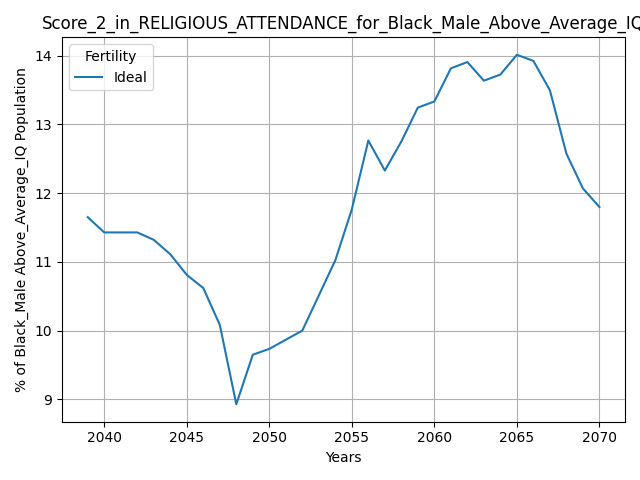 Score_2_in_RELIGIOUS_ATTENDANCE_for_Black_Male_Above_Average_IQ
Fertility
Ideal
% of Black_Male Above_Average_IQ Population
14
13
12
11
10
9
2040 2045 2050 2055 2060 2065 2070
Years